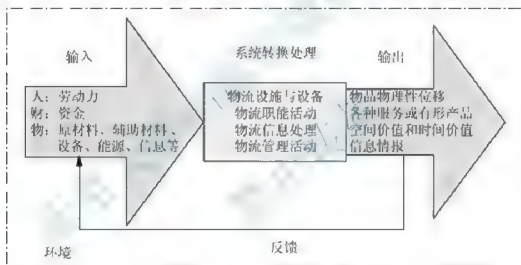 输入
系统转换处理
输出
人：劳动力
财：资金
物：原材料、辅助材料、
设备、能源、信息等
物流设施与设备
物流职能活动
物流信息处理
物流管理活动
物品物理性位移
各种服务或有形产品
空间价值和时间价值
信息情报
环境
反馈